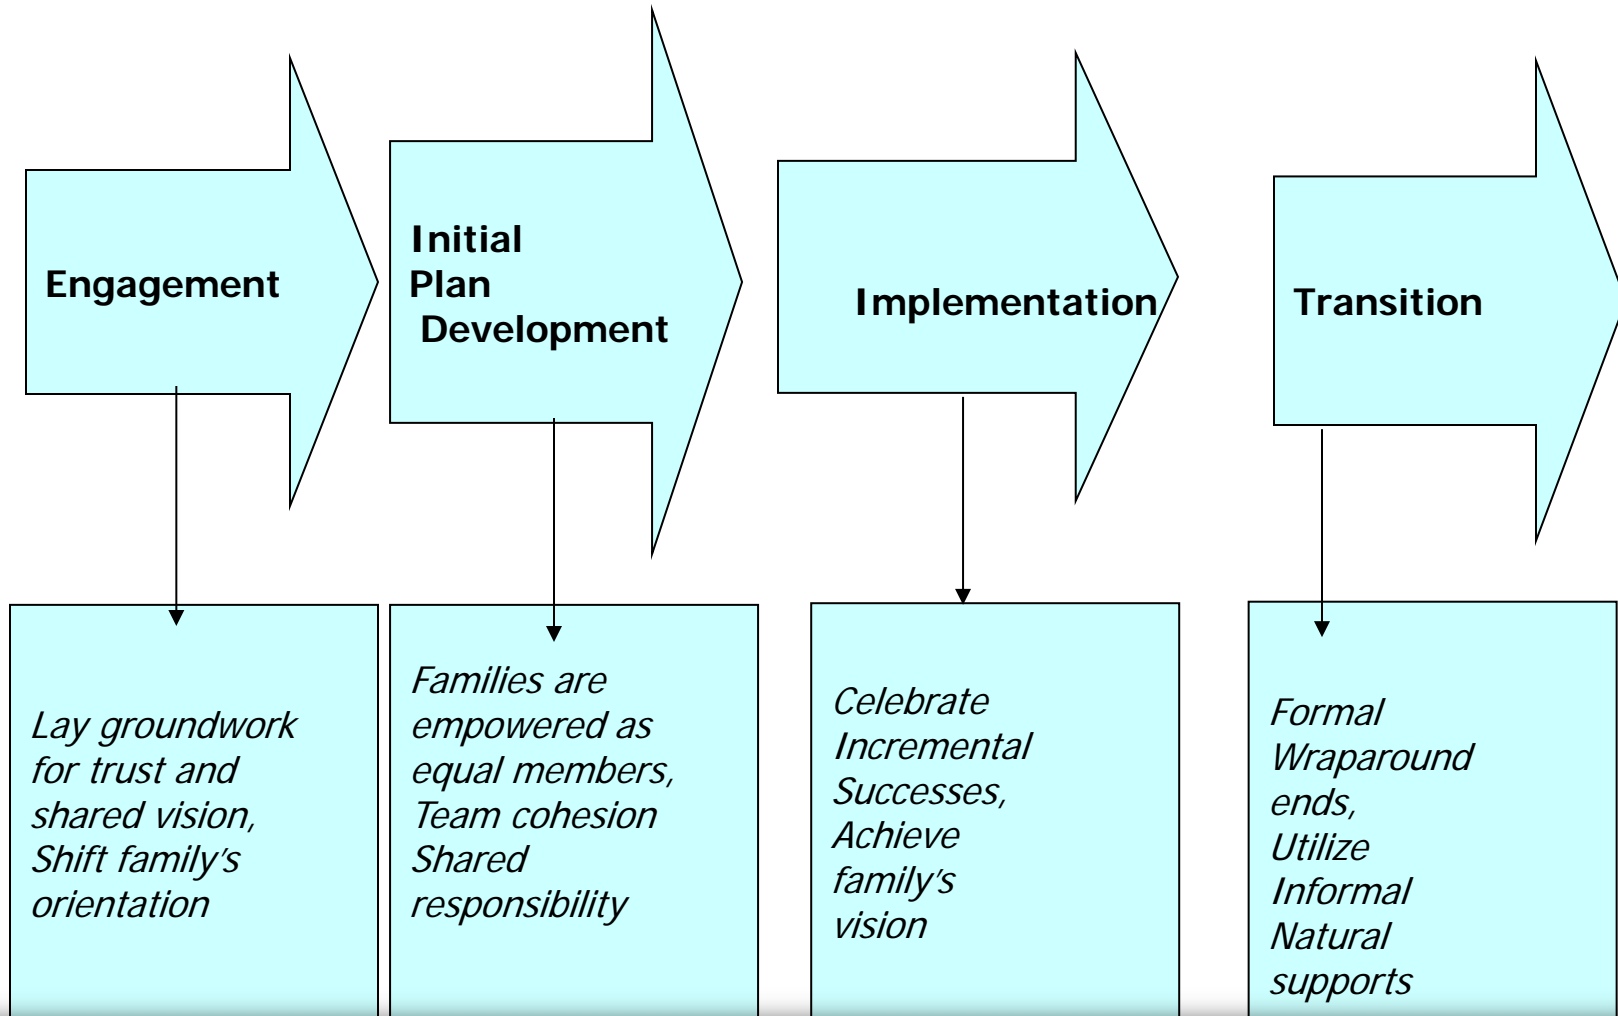 Engagement
Initial
Plan
Development
Implementation
Transition
Lay groundwork
for trust and
shared vision,
Shift family's
orientation
Families are
empowered as
equal members,
Team cohesion
Shared
responsibility
Celebrate
Incremental
Successes,
Achieve
family's
vision
Formal
Wraparound
ends,
Utilize
Informal
Natural
supports